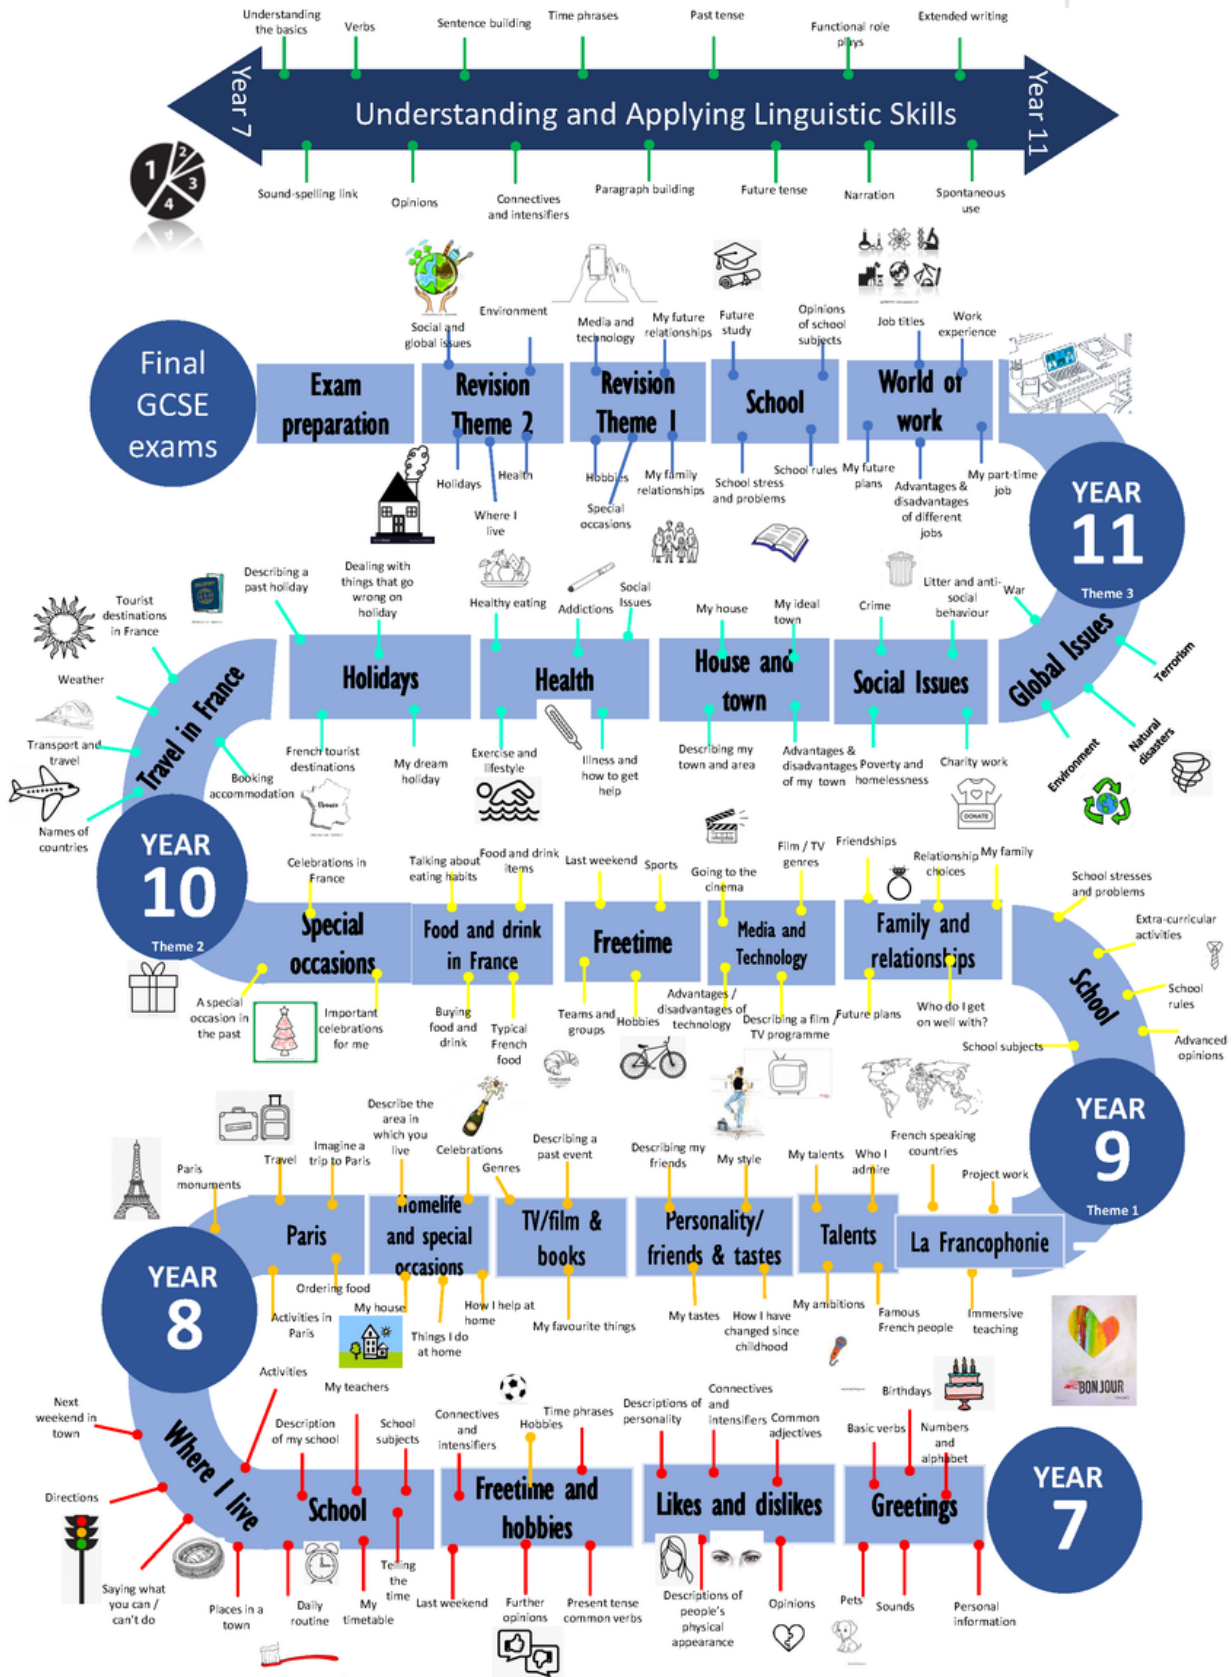 Understanding
the basics
Verbs
Sentence building
Time phrases
Past tense
Functional role
plays
Extended writing
Year 7
Understanding and Applying Linguistic Skills
Year 11
1
2
3
4
Sound-spelling link
Opinions
Connectives
and intensifiers
Paragraph building
Future tense
Narration
Spontaneous
use
Social and
global issues
Environment
Media and
technology
My future
relationships
Future
study
Opinions
of school
subjects
Job titles
Work
experience
Final
GCSE
exams
Exam
preparation
Revision
Theme 2
Revision
Theme 1
School
World of
work
Holidays
Where I
live
Health
Hobbies
Special
occasions
My family
relationships
School stress
and problems
School rules
My future
plans
Advantages &
disadvantages
of different
jobs
My part-time
job
YEAR
11
Theme 3
Tourist
destinations
in France
Describing a
past holiday
Dealing with
things that go
wrong on
holiday
Healthy eating
Addictions
Social
Issues
My house
My ideal
town
Crime
Litter and anti-
social
behaviour
War
Terrorism
Natural
disasters
Environment
Global Issues
Weather
Transport and
travel
Names of
countries
Travel in France
Booking
accommodation
Holidays
Health
House and
town
Social Issues
French tourist
destinations
My dream
holiday
Exercise and
lifestyle
Illness and
how to get
help
Describing my
town and area
Advantages &
disadvantages
of my town
Poverty and
homelessness
Charity work
DONATE
YEAR
10
Theme 2
Celebrations in
France
Talking about
eating habits
Food and drink
items
Last weekend
Sports
Going to the
cinema
Film / TV
genres
Friendships
Relationship
choices
My family
School stresses
and problems
Extra-curricular
activities
School
rules
Advanced
opinions
School subjects
School
Special
occasions
Food and drink
in France
Freetime
Media and
Technology
Family and
relationships
A special
occasion in
the past
Important
celebrations
for me
Buying
food and
drink
Typical
French
food
Teams and
groups
Hobbies
Advantages /
disadvantages of
technology
Describing a film /
TV programme
Future plans
Who do I get
on well with?
YEAR
9
Theme 1
Paris
monuments
Travel
Imagine a
trip to Paris
Describe the
area in
which you
live
Celebrations
Genres
Describing a
past event
Describing my
friends
My style
My talents
Who I
admire
French speaking
countries
Project work
Paris
Homelife
and special
occasions
TV/film &
books
Personality/
friends & tastes
Talents
La Francophonie
YEAR
8
Activities in
Paris
Ordering food
My house
Things I do
at home
How I help at
home
My favourite things
My tastes
How I have
changed since
childhood
My ambitions
Famous
French people
Immersive
teaching
BONJOUR
Next
weekend in
town
Directions
Saying what
you can /
can't do
Places in a
town
Activities
Where I live
Description
of my school
My teachers
School
subjects
Connectives
and
intensifiers
Hobbies
Time phrases
Descriptions of
personality
Connectives
and
intensifiers
Common
adjectives
Basic verbs
Birthdays
Numbers
and
alphabet
School
Freetime and
hobbies
Likes and dislikes
Greetings
YEAR
7
Daily
routine
My
timetable
Telling
the
time
Last weekend
Further
opinions
Present tense
common verbs
Descriptions of
people's
physical
appearance
Opinions
Pets
Sounds
Personal
information